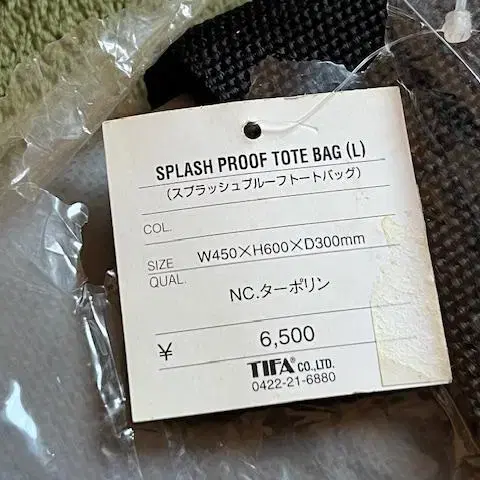 SPLASH PROOF TOTE BAG (L)
(スプラッシュプルーフトートバッグ)
COL.
SIZE W450×H600×D300mm
QUAL. NC.ターポリン
¥ 6,500
TIFA® CO.,LTD.
0422-21-6880